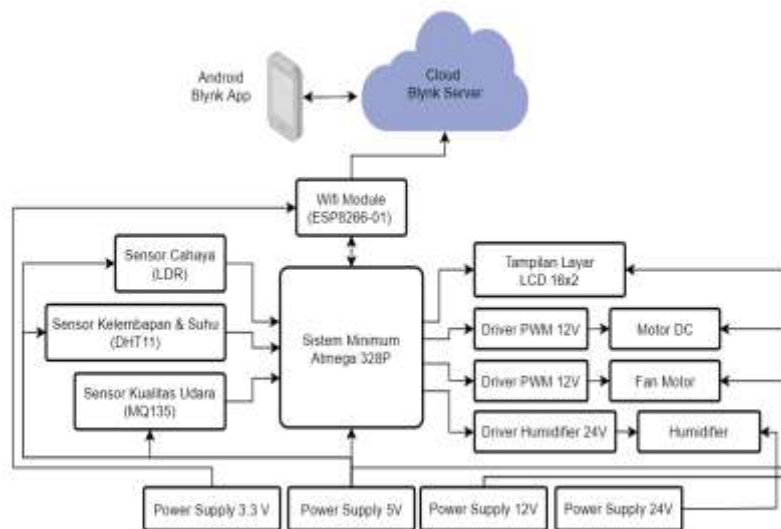 Android
Blynk App
Cloud
Blynk Server
Wifi Module
(ESP8266-01)
Sensor Cahaya
(LDR)
Sensor Kelembapan & Suhu
(DHT11)
Sensor Kualitas Udara
(MQ135)
Sistem Minimum
Atmega 328P
Tampilan Layar
LCD 16x2
Driver PWM 12V
Motor DC
Driver PWM 12V
Fan Motor
Driver Humidifier 24V
Humidifier
Power Supply 3.3 V
Power Supply 5V
Power Supply 12V
Power Supply 24V